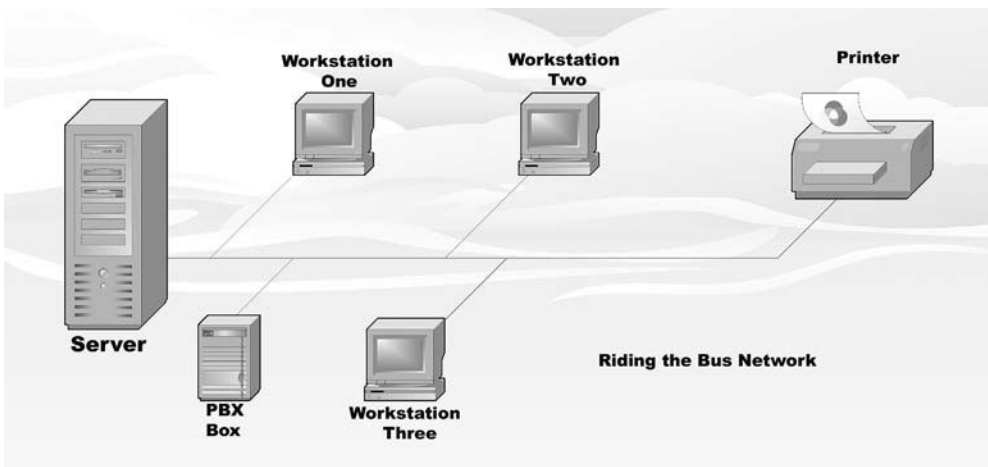 Workstation
One
Workstation
Two
Printer
Server
PBX
Box
Workstation
Three
Riding the Bus Network